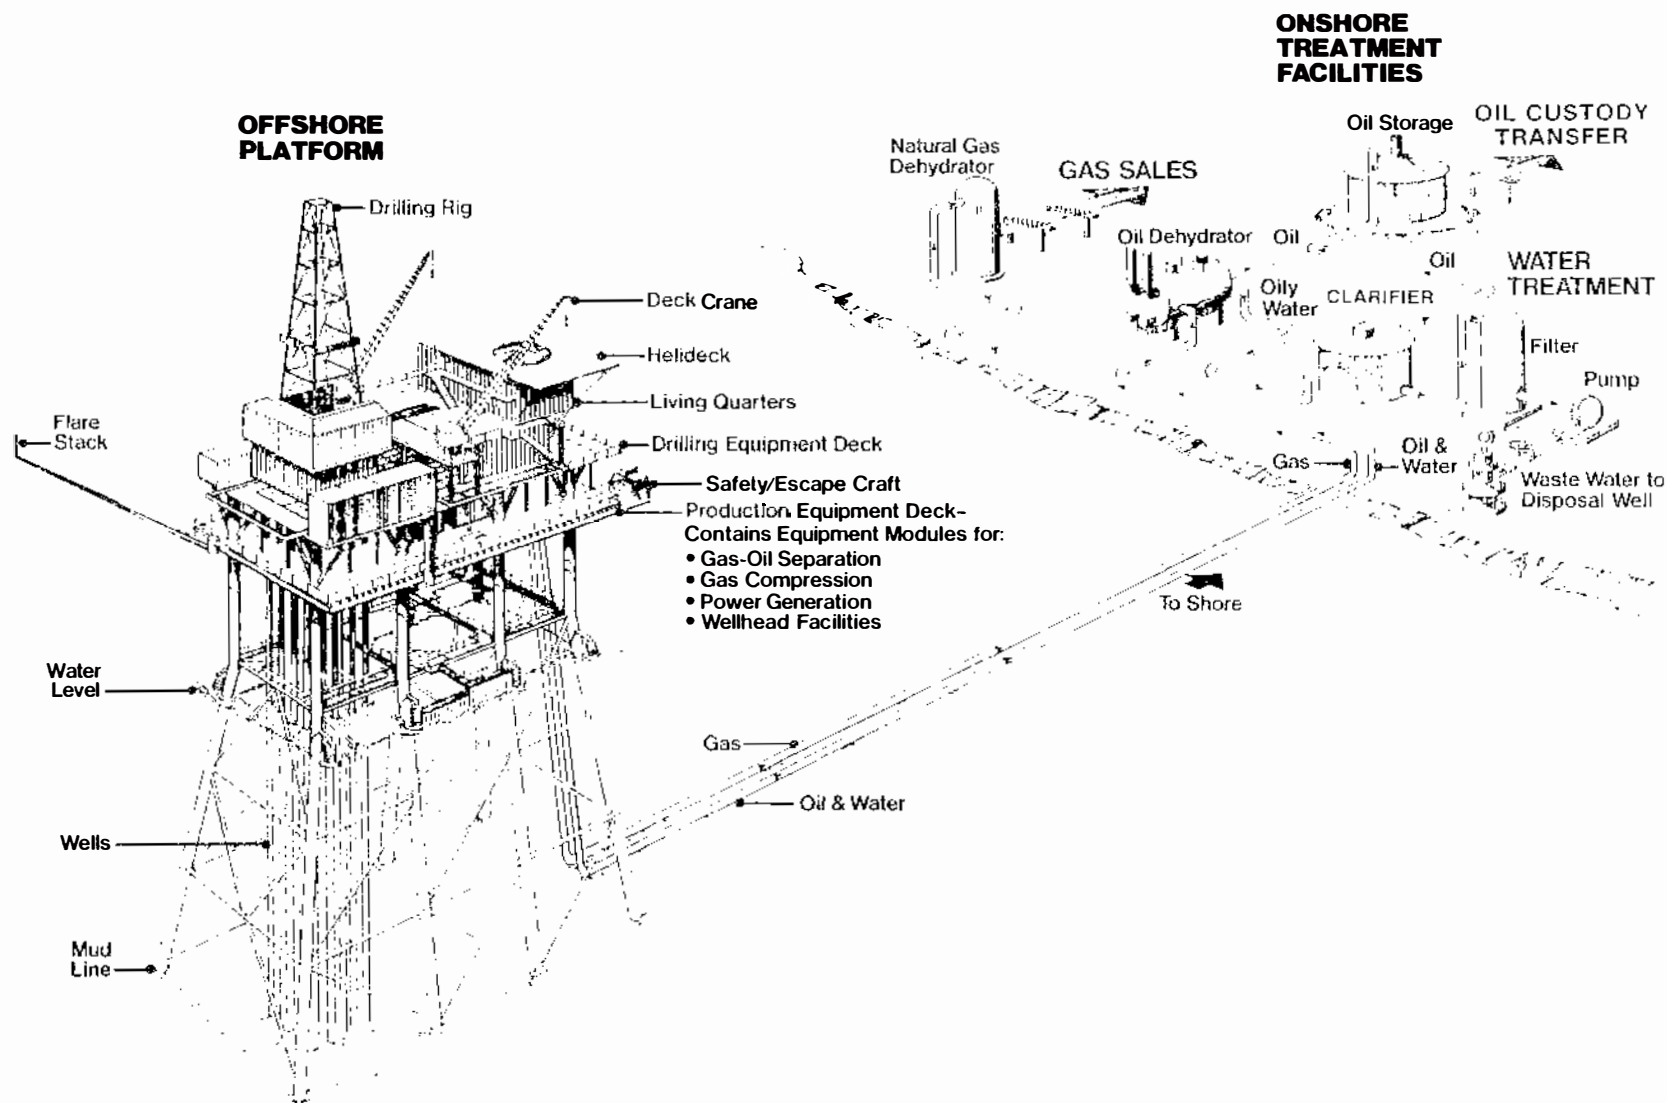 ONSHORE
TREATMENT
FACILITIES
OFFSHORE
PLATFORM
Oil Storage
OIL CUSTODY
TRANSFER
Natural Gas
Dehydrator
GAS SALES
Drilling Rig
Oil Dehydrator
Oil
Oil
WATER
TREATMENT
Oily
Water
CLARIFIER
Deck Crane
Helideck
Filter
Pump
Living Quarters
Flare
Stack
Drilling Equipment Deck
Gas
Oil &
Water
Safety/Escape Craft
Waste Water to
Disposal Well
Production Equipment Deck–
Contains Equipment Modules for:
• Gas-Oil Separation
• Gas Compression
• Power Generation
• Wellhead Facilities
To Shore
Water
Level
Gas
Oil & Water
Wells
Mud
Line